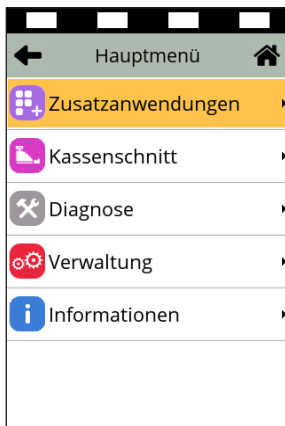 Hauptmenü
Zusatzanwendungen
Kassenschnitt
Diagnose
Verwaltung
Informationen